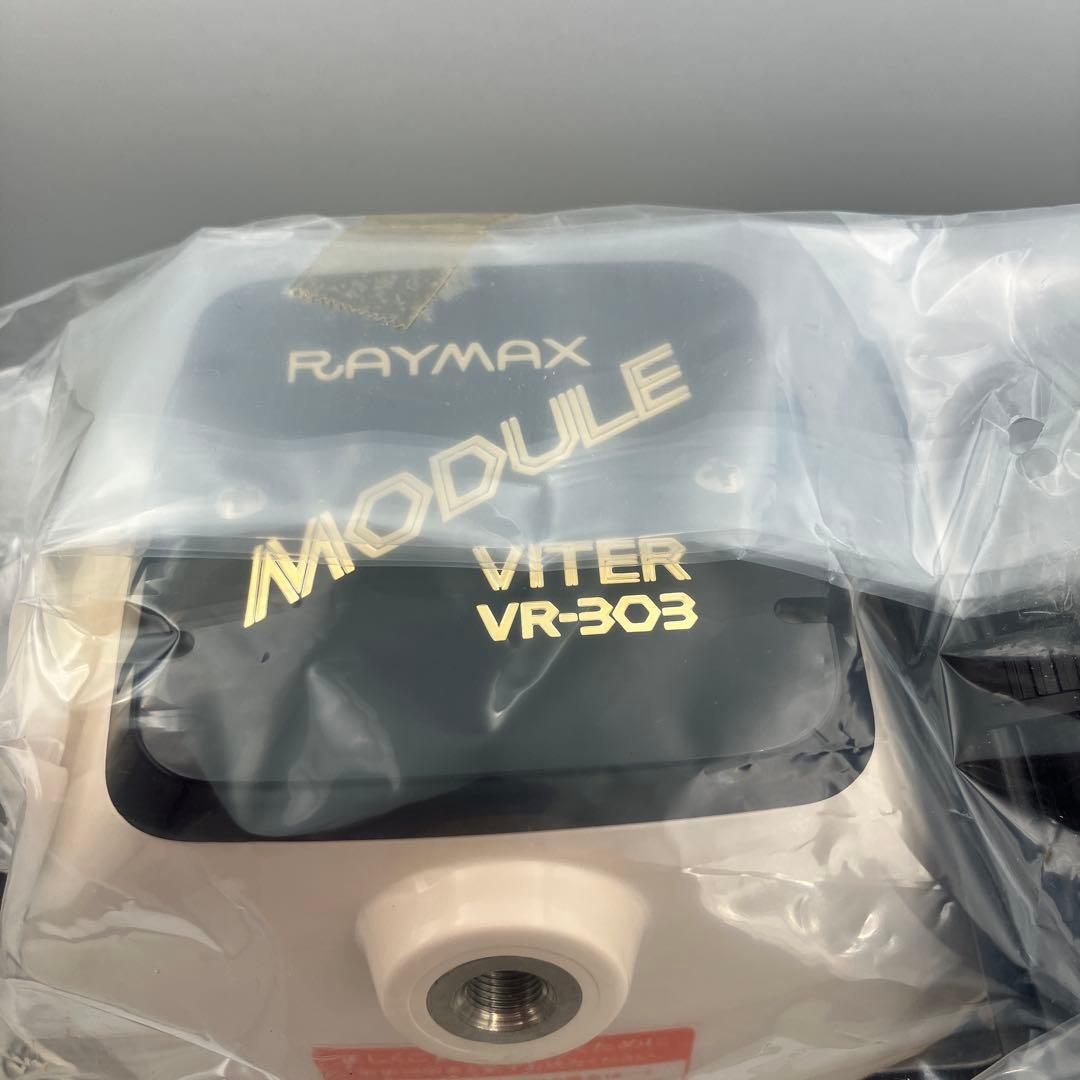 RAYMAX
MODULE
VITER
VR-303